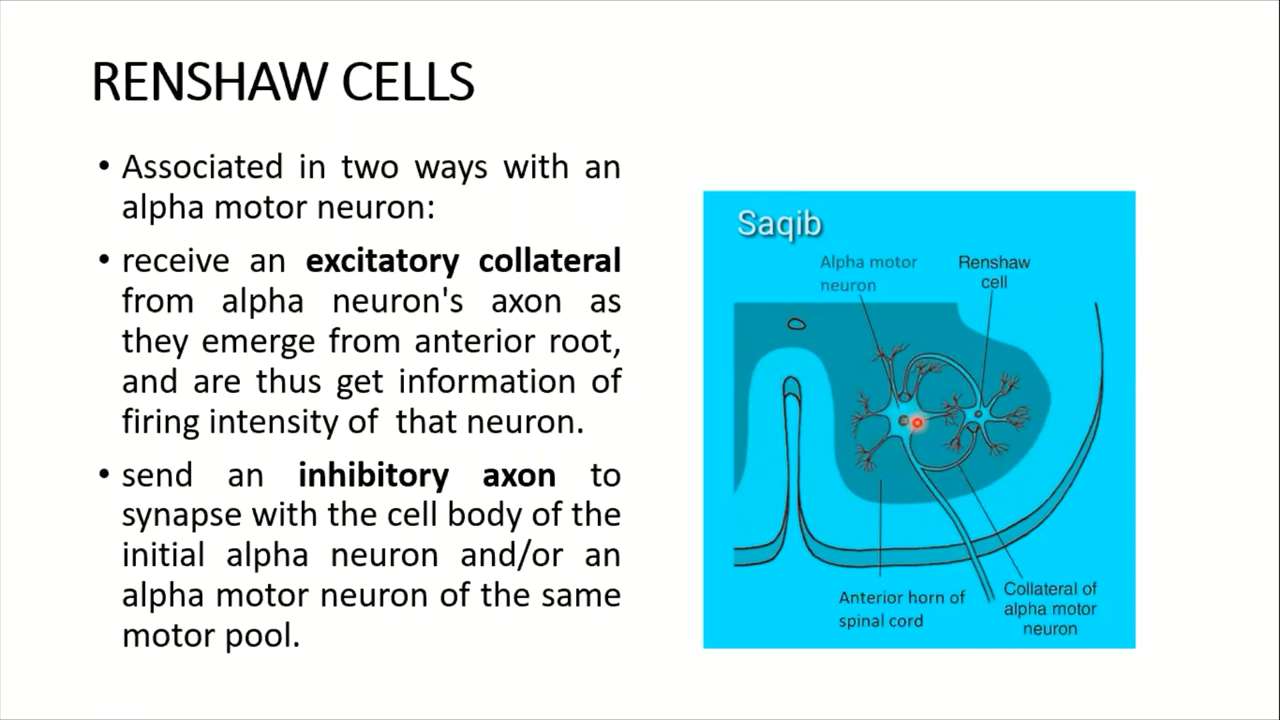 RENSHAW CELLS
• Associated in two ways with an
alpha motor neuron:
• receive an excitatory collateral
from alpha neuron's axon as
they emerge from anterior root,
and are thus get information of
firing intensity of that neuron.
• send an inhibitory axon to
synapse with the cell body of the
initial alpha neuron and/or an
alpha motor neuron of the same
motor pool.
Saqib
Alpha motor
neuron
Renshaw
cell
Anterior horn of
spinal cord
Collateral of
alpha motor
neuron